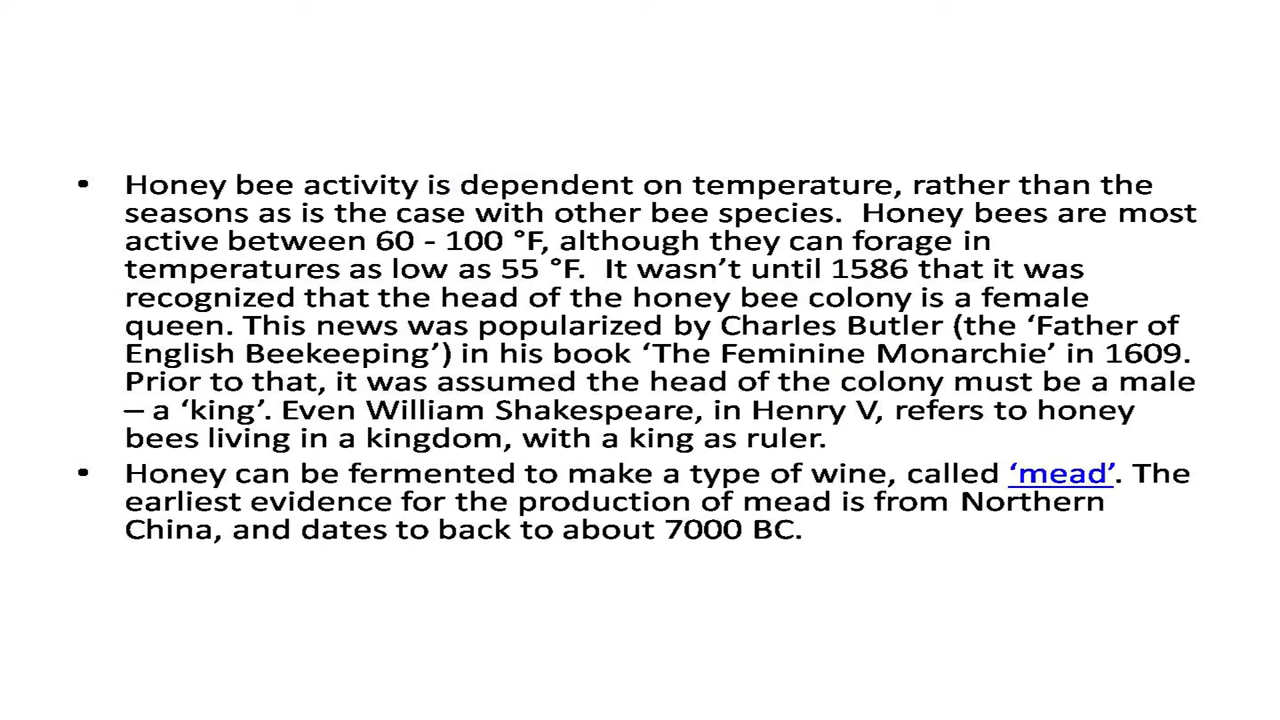 • Honey bee activity is dependent on temperature, rather than the
seasons as is the case with other bee species.  Honey bees are most
active between 60 - 100 °F, although they can forage in
temperatures as low as 55 °F.  It wasn’t until 1586 that it was
recognized that the head of the honey bee colony is a female
queen. This news was popularized by Charles Butler (the ‘Father of
English Beekeeping’) in his book ‘The Feminine Monarchie’ in 1609.
Prior to that, it was assumed the head of the colony must be a male
– a ‘king’. Even William Shakespeare, in Henry V, refers to honey
bees living in a kingdom, with a king as ruler.
• Honey can be fermented to make a type of wine, called ‘mead’. The
earliest evidence for the production of mead is from Northern
China, and dates to back to about 7000 BC.